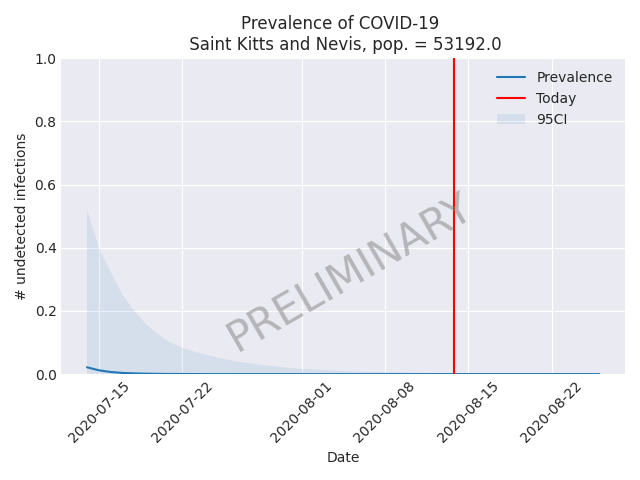 Prevalence of COVID-19
Saint Kitts and Nevis, pop. = 53192.0
Prevalence
Today
95CI
1.0
0.8
0.6
0.4
0.2
0.0
# undetected infections
PRELIMINARY
2020-07-15
2020-07-22
2020-08-01
2020-08-08
2020-08-15
2020-08-22
Date